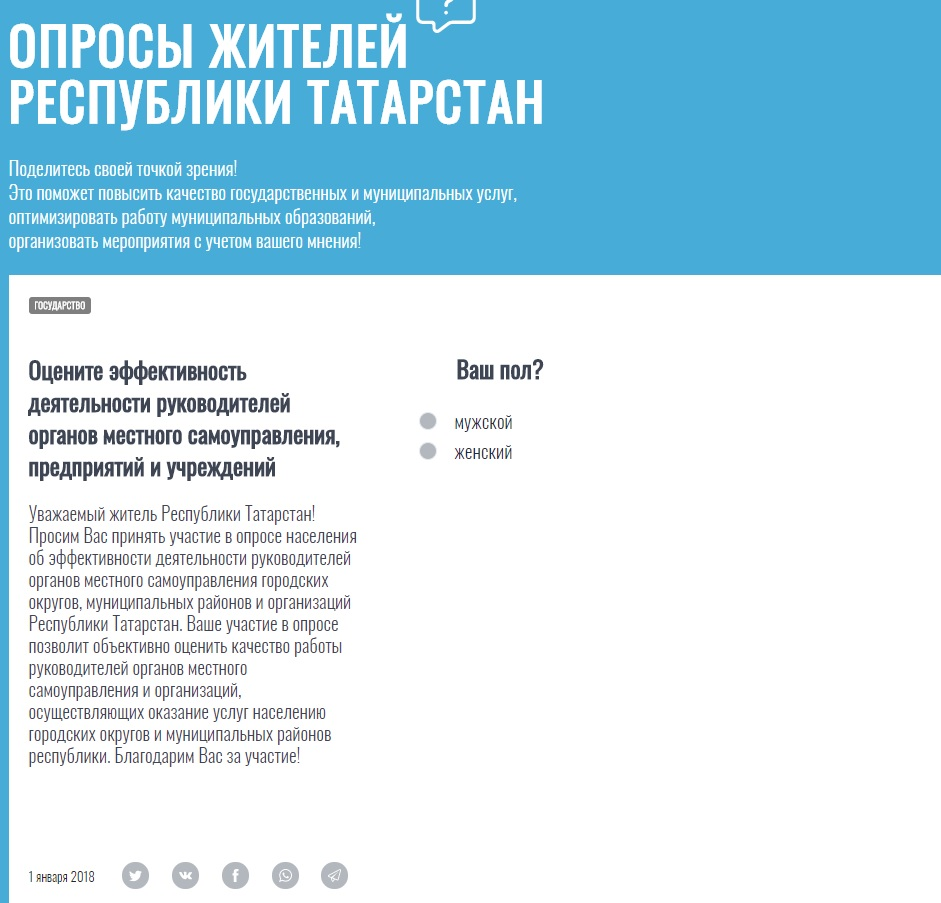 ?
ОПРОСЫ ЖИТЕЛЕЙ
РЕСПУБЛИКИ ТАТАРСТАН
Поделитесь своей точкой зрения!
Это поможет повысить качество государственных и муниципальных услуг,
оптимизировать работу муниципальных образований,
организовать мероприятия с учетом вашего мнения!
ГОСУДАРСТВО
Оцените эффективность
деятельности руководителей
органов местного самоуправления,
предприятий и учреждений
Уважаемый житель Республики Татарстан!
Просим Вас принять участие в опросе населения
об эффективности деятельности руководителей
органов местного самоуправления городских
округов, муниципальных районов и организаций
Республики Татарстан. Ваше участие в опросе
позволит объективно оценить качество работы
руководителей органов местного
самоуправления и организаций,
осуществляющих оказание услуг населению
городских округов и муниципальных районов
республики. Благодарим Вас за участие!
1 января 2018
Ваш пол?
мужской
женский